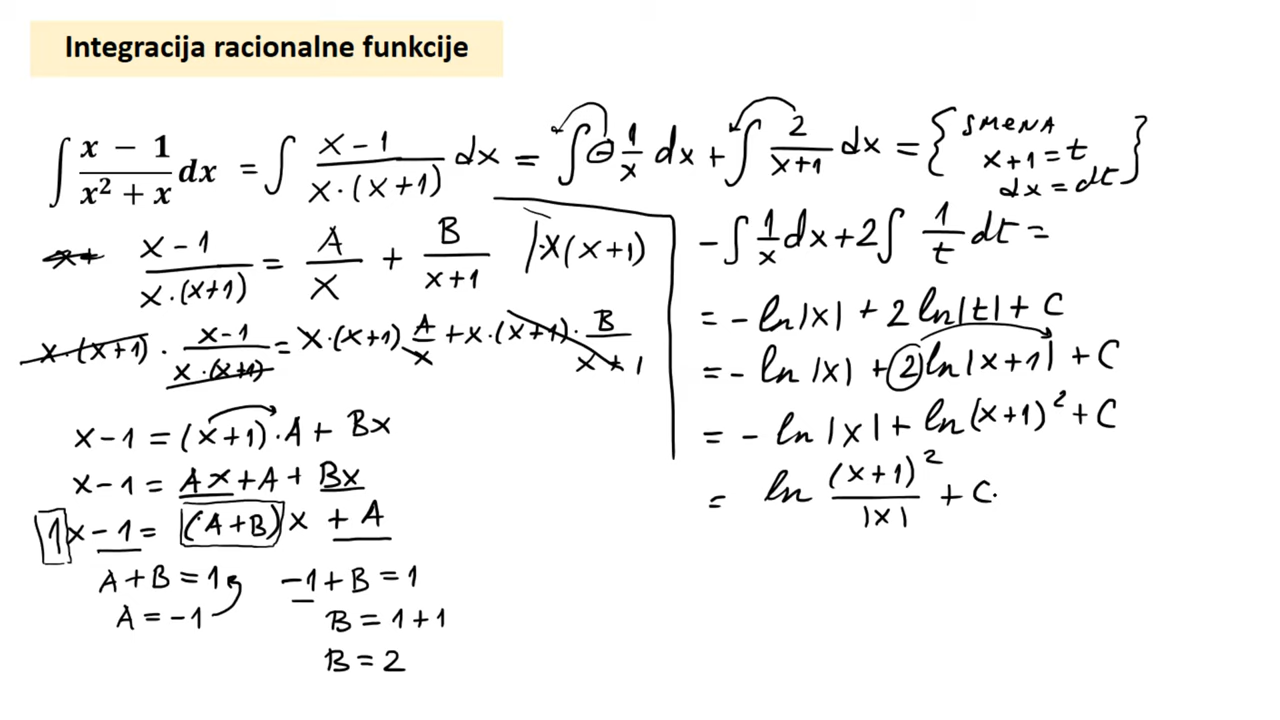 Integracija racionalne funkcije
∫ (x − 1)/(x² + x) dx = ∫ (x-1)/(x·(x+1)) dx = ∫ - 1/x dx + ∫ 2/(x+1) dx = { SMENA
x+1 = t
dx = dt }
x+ (x-1)/(x·(x+1)) = A/x + B/(x+1) /·x(x+1)
x·(x+1) · (x-1)/(x·(x+1)) = x·(x+1) A/x + x·(x+1) · B/(x+1)
x-1 = (x+1)·A + Bx
x-1 = Ax + A + Bx
1x - 1 = (A+B)x + A
A+B = 1
A = -1
-1 + B = 1
B = 1+1
B = 2
- ∫ 1/x dx + 2 ∫ 1/t dt =
= - ln|x| + 2 ln|t| + C
= - ln|x| + 2 ln|x+1| + C
= - ln|x| + ln(x+1)² + C
= ln (x+1)²/|x| + C.